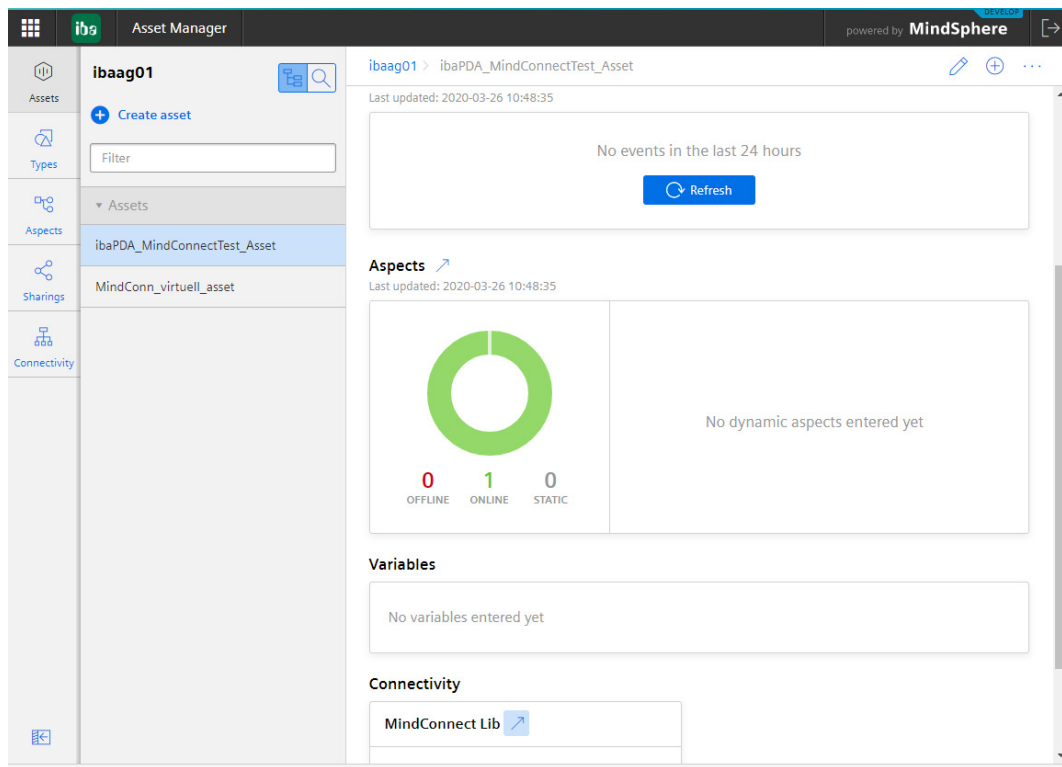 iba
Asset Manager
DEVELOP
powered by MindSphere
Assets
Types
Aspects
Sharings
Connectivity
ibaag01
Create asset
Filter
Assets
ibaPDA_MindConnectTest_Asset
MindConn_virtuell_asset
ibaag01 > ibaPDA_MindConnectTest_Asset
Last updated: 2020-03-26 10:48:35
No events in the last 24 hours
Refresh
Aspects
Last updated: 2020-03-26 10:48:35
0 1 0
OFFLINE ONLINE STATIC
No dynamic aspects entered yet
Variables
No variables entered yet
Connectivity
MindConnect Lib